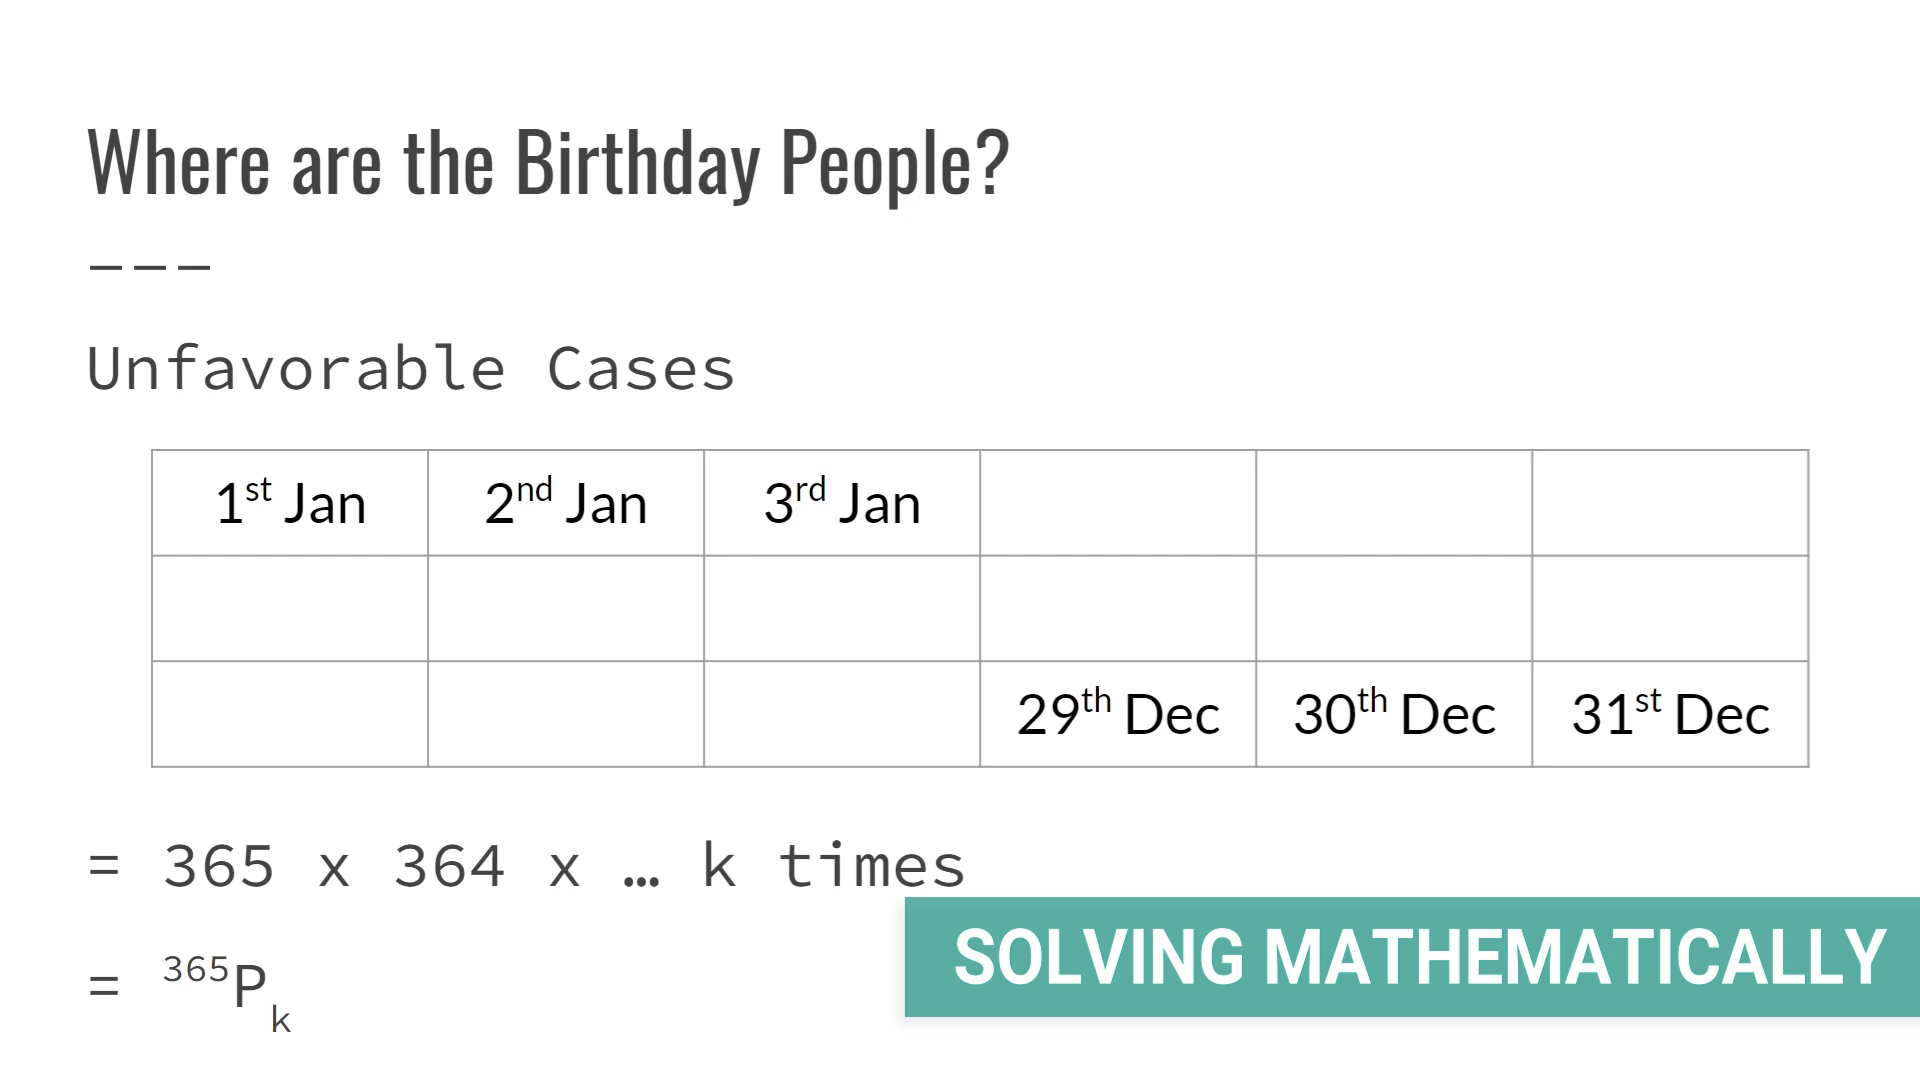 Where are the Birthday People?
---
Unfavorable Cases
1st Jan 2nd Jan 3rd Jan
29th Dec 30th Dec 31st Dec
= 365 x 364 x … k times
= 365Pk
SOLVING MATHEMATICALLY